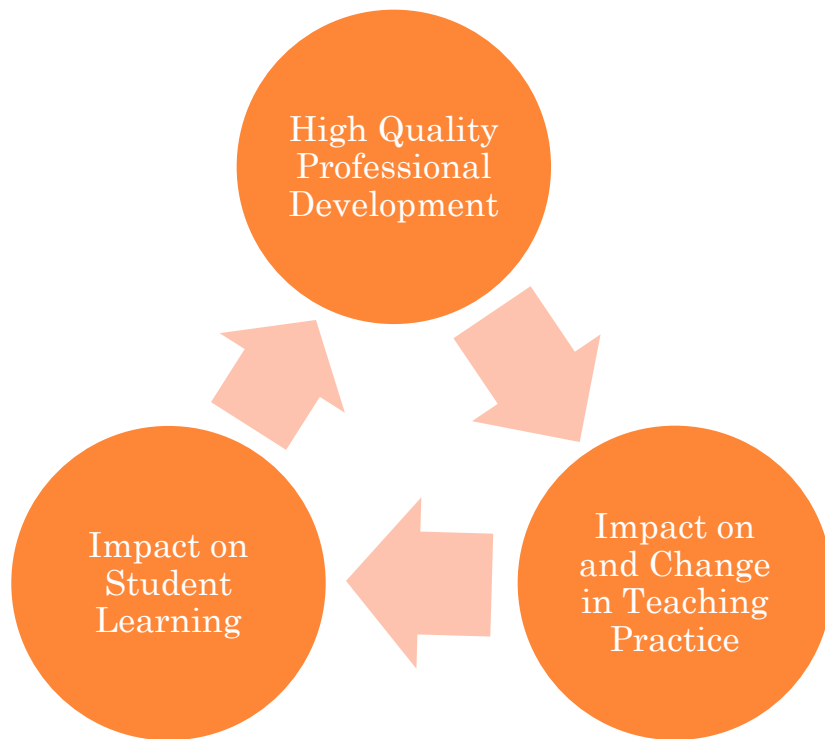 High Quality
Professional
Development
Impact on
and Change
in Teaching
Practice
Impact on
Student
Learning